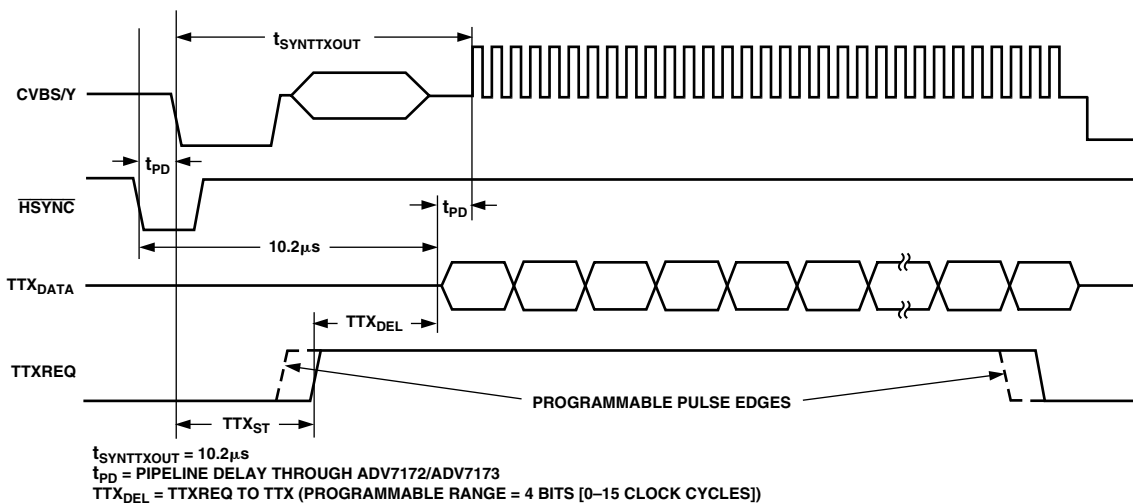 tSYNTTXOUT
CVBS/Y
tPD
HSYNC
tPD
10.2μs
TTXDATA
TTXDEL
TTXREQ
PROGRAMMABLE PULSE EDGES
TTXST
tSYNTTXOUT = 10.2μs
tPD = PIPELINE DELAY THROUGH ADV7172/ADV7173
TTXDEL = TTXREQ TO TTX (PROGRAMMABLE RANGE = 4 BITS [0–15 CLOCK CYCLES])